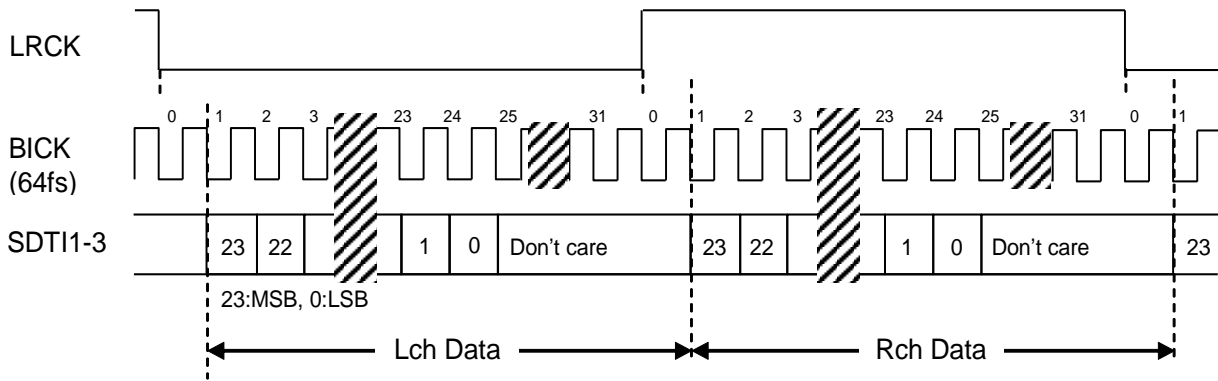 LRCK
0 1 2 3 23 24 25 31 0 1 2 3 23 24 25 31 0 1
BICK
(64fs)
SDTI1-3 23 22 1 0 Don't care 23 22 1 0 Don't care 23
23:MSB, 0:LSB
Lch Data Rch Data